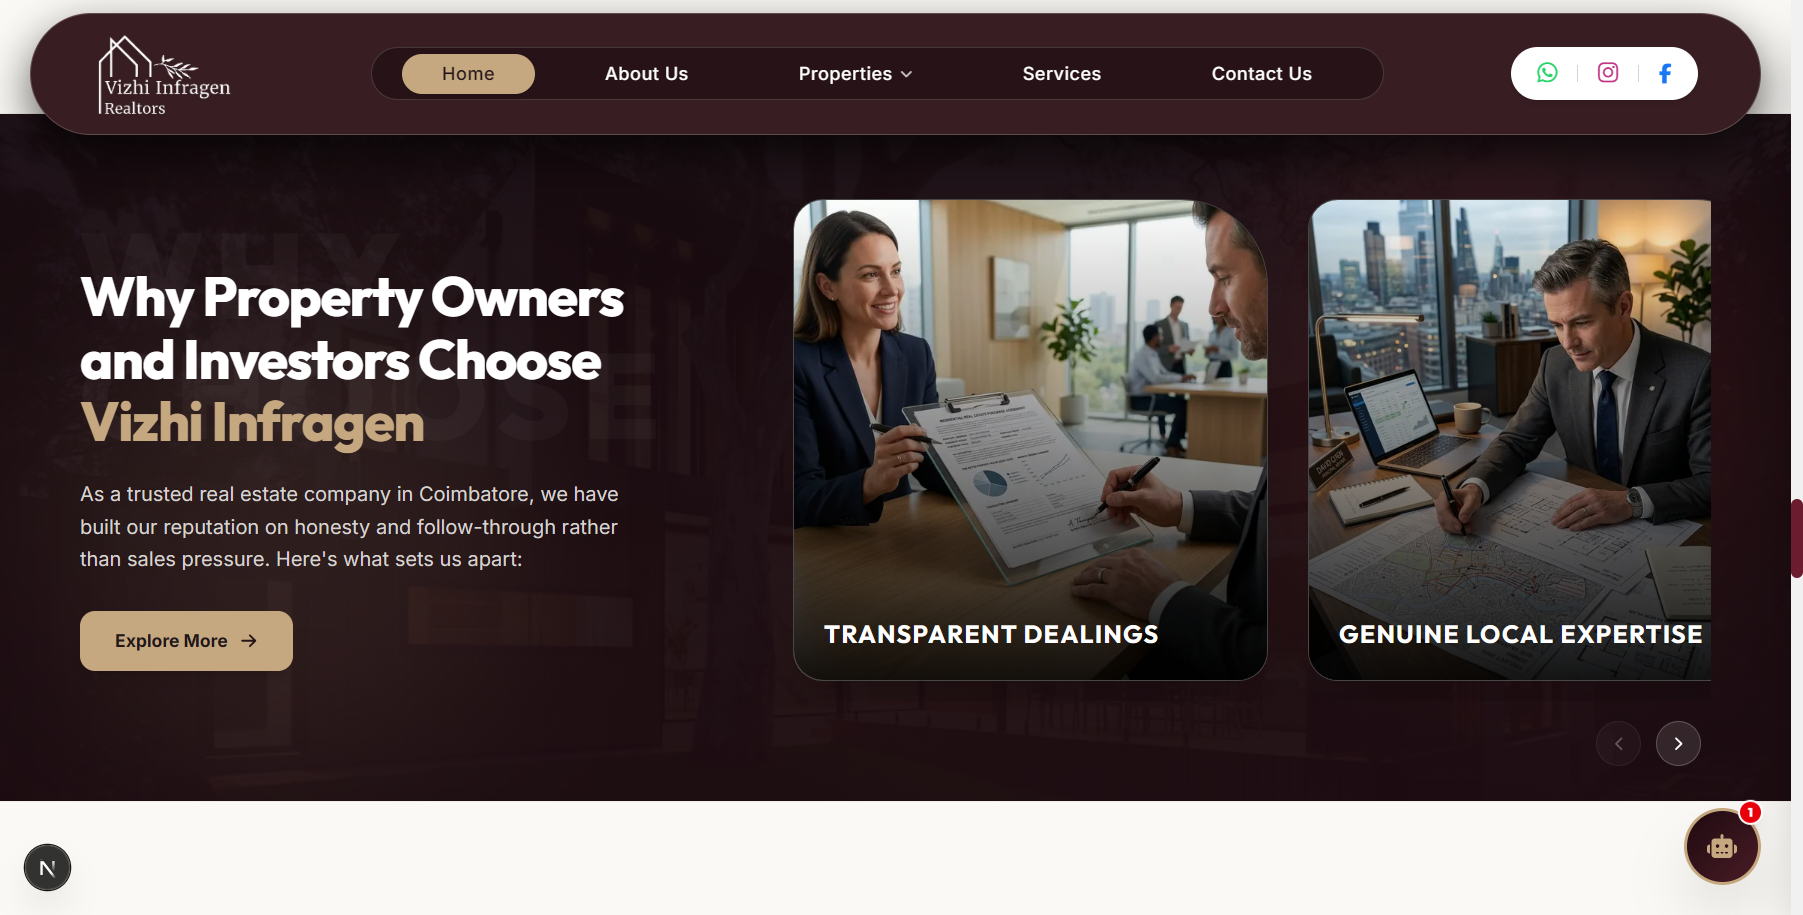 Vizhi Infragen
Realtors
Home
About Us
Properties
Services
Contact Us
WHY
CHOOSE
Why Property Owners
and Investors Choose
Vizhi Infragen
As a trusted real estate company in Coimbatore, we have
built our reputation on honesty and follow-through rather
than sales pressure. Here's what sets us apart:
Explore More
TRANSPARENT DEALINGS
GENUINE LOCAL EXPERTISE
1
N